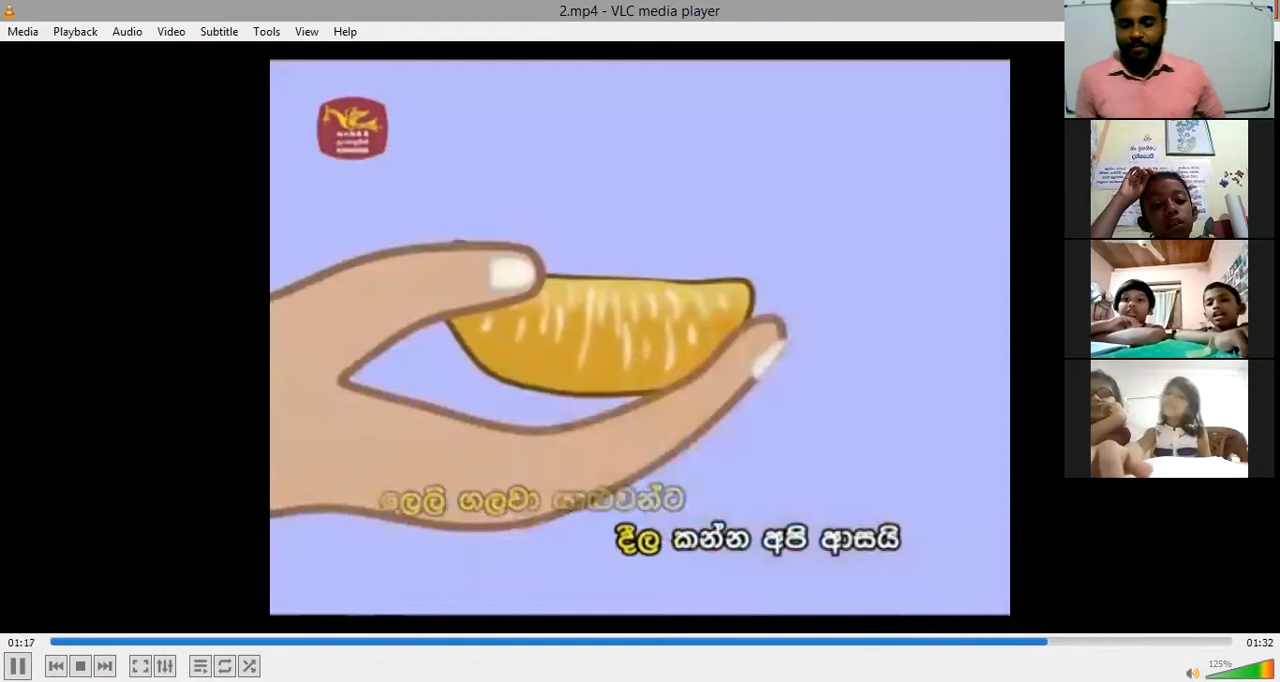 2.mp4 - VLC media player
Media Playback Audio Video Subtitle Tools View Help
ලෙලි ගලවා යාළුවන්ට
දීල කන්න අපි ආසයි
01:17
01:32
125%